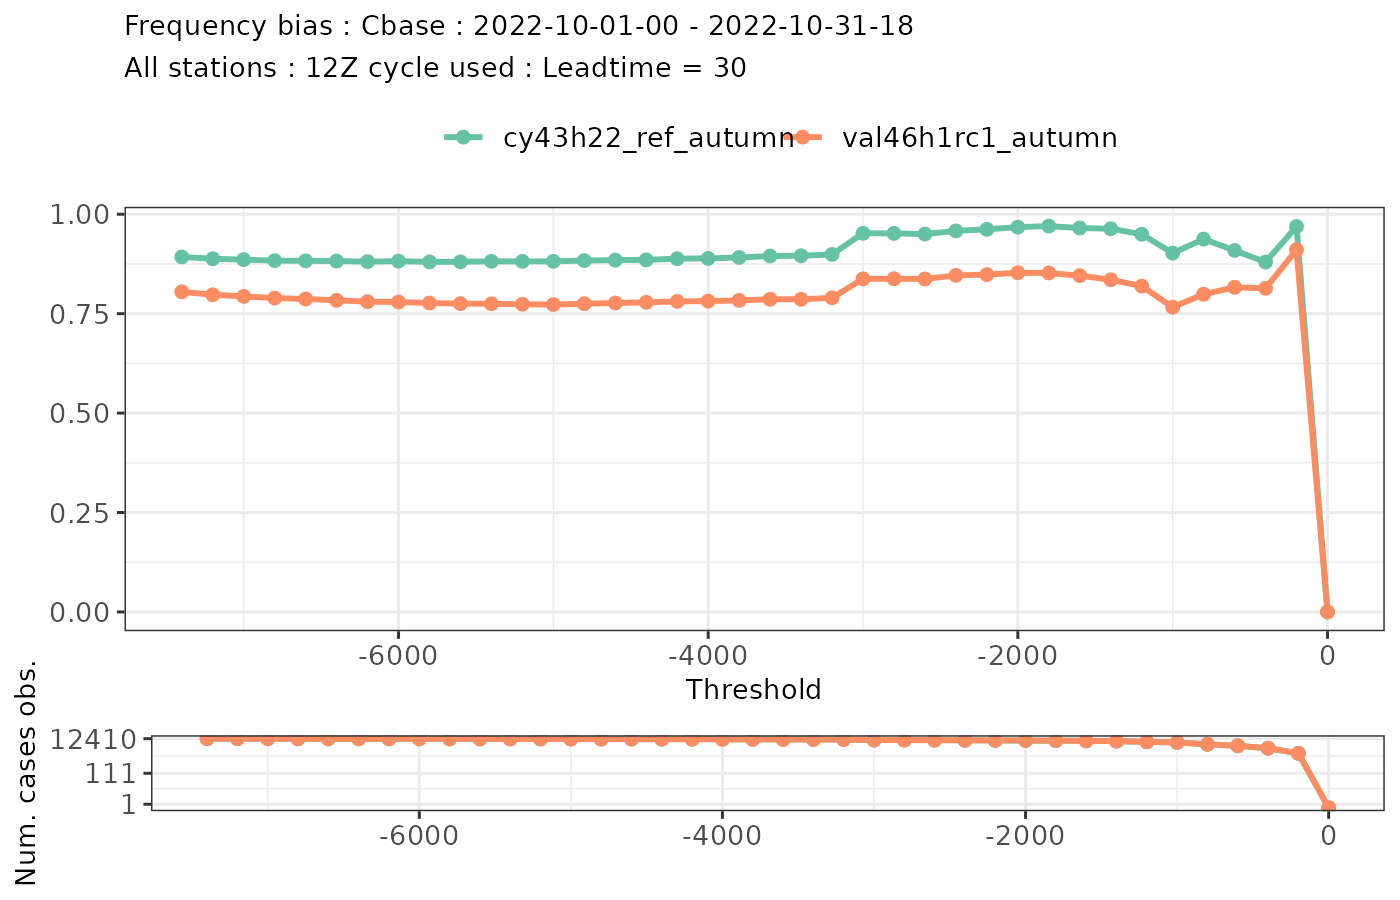 Frequency bias : Cbase : 2022-10-01-00 - 2022-10-31-18
All stations : 12Z cycle used : Leadtime = 30
cy43h22_ref_autumn val46h1rc1_autumn
1.00
0.75
0.50
0.25
0.00
-6000 -4000 -2000 0
Threshold
Num. cases obs.
12410
111
1
-6000 -4000 -2000 0